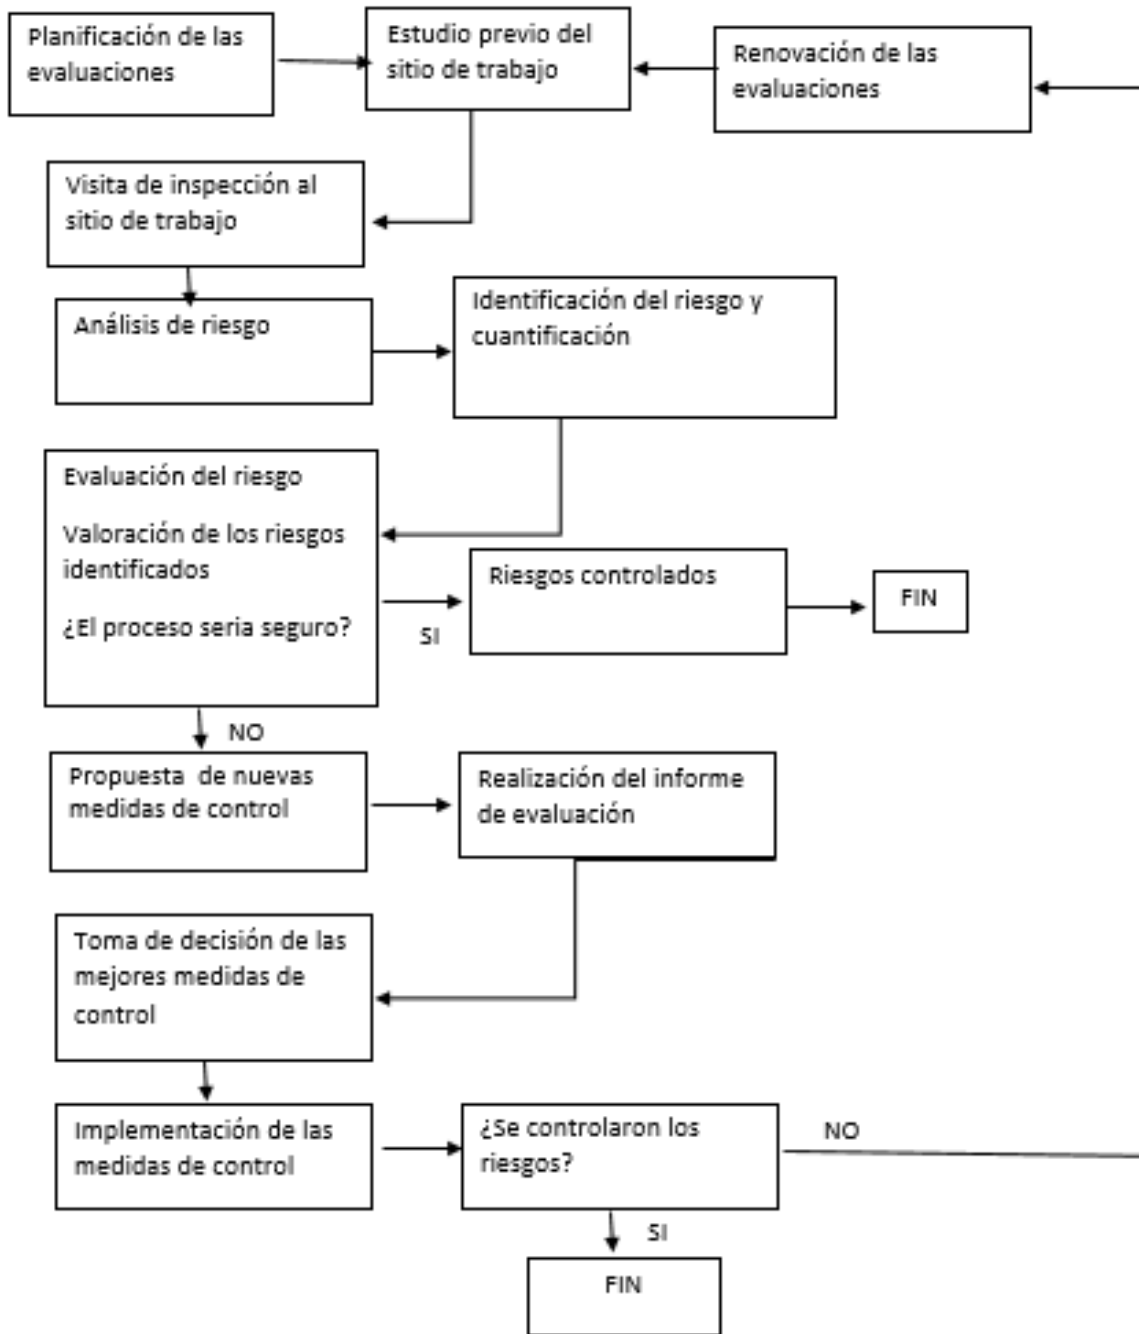 Planificación de las
evaluaciones
Estudio previo del
sitio de trabajo
Renovación de las
evaluaciones
Visita de inspección al
sitio de trabajo
Análisis de riesgo
Identificación del riesgo y
cuantificación
Evaluación del riesgo
Valoración de los riesgos
identificados
¿El proceso seria seguro?
SI
Riesgos controlados
FIN
NO
Propuesta  de nuevas
medidas de control
Realización del informe
de evaluación
Toma de decisión de las
mejores medidas de
control
Implementación de las
medidas de control
¿Se controlaron los
riesgos?
NO
SI
FIN